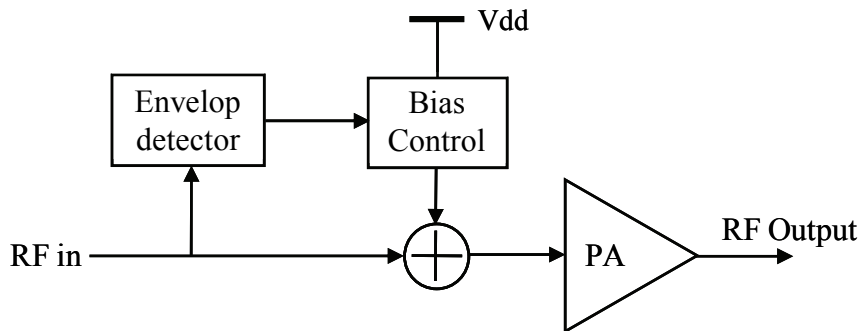 Vdd
Envelop
detector
Bias
Control
RF in
PA
RF Output